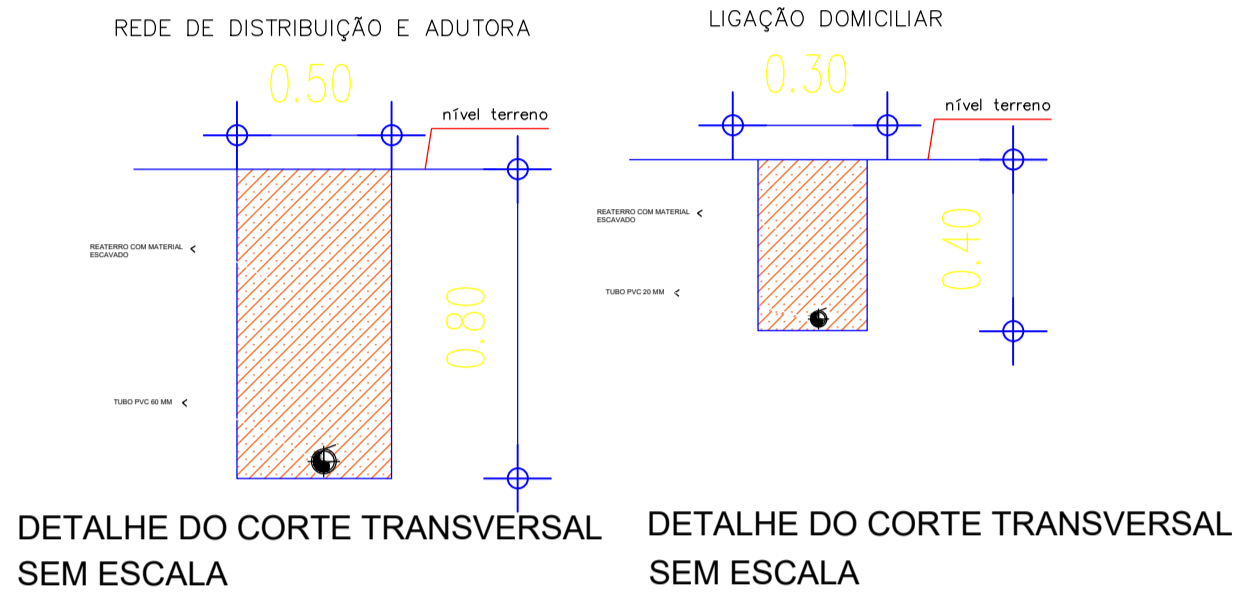 REDE DE DISTRIBUIÇÃO E ADUTORA
0.50
nível terreno
REATERRO COM MATERIAL
ESCAVADO
0.80
TUBO PVC 60 MM
DETALHE DO CORTE TRANSVERSAL
SEM ESCALA
LIGAÇÃO DOMICILIAR
0.30
nível terreno
REATERRO COM MATERIAL
ESCAVADO
0.40
TUBO PVC 20 MM
DETALHE DO CORTE TRANSVERSAL
SEM ESCALA